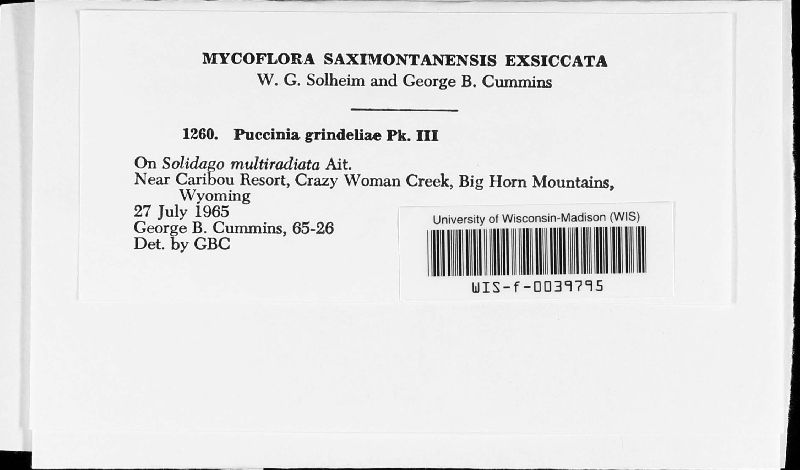 MYCOFLORA SAXIMONTANENSIS EXSICCATA
W. G. Solheim and George B. Cummins
1260. Puccinia grindeliae Pk. III
On Solidago multiradiata Ait.
Near Caribou Resort, Crazy Woman Creek, Big Horn Mountains,
Wyoming
27 July 1965
George B. Cummins, 65-26
Det. by GBC
University of Wisconsin-Madison (WIS)
WIS-f-0039795